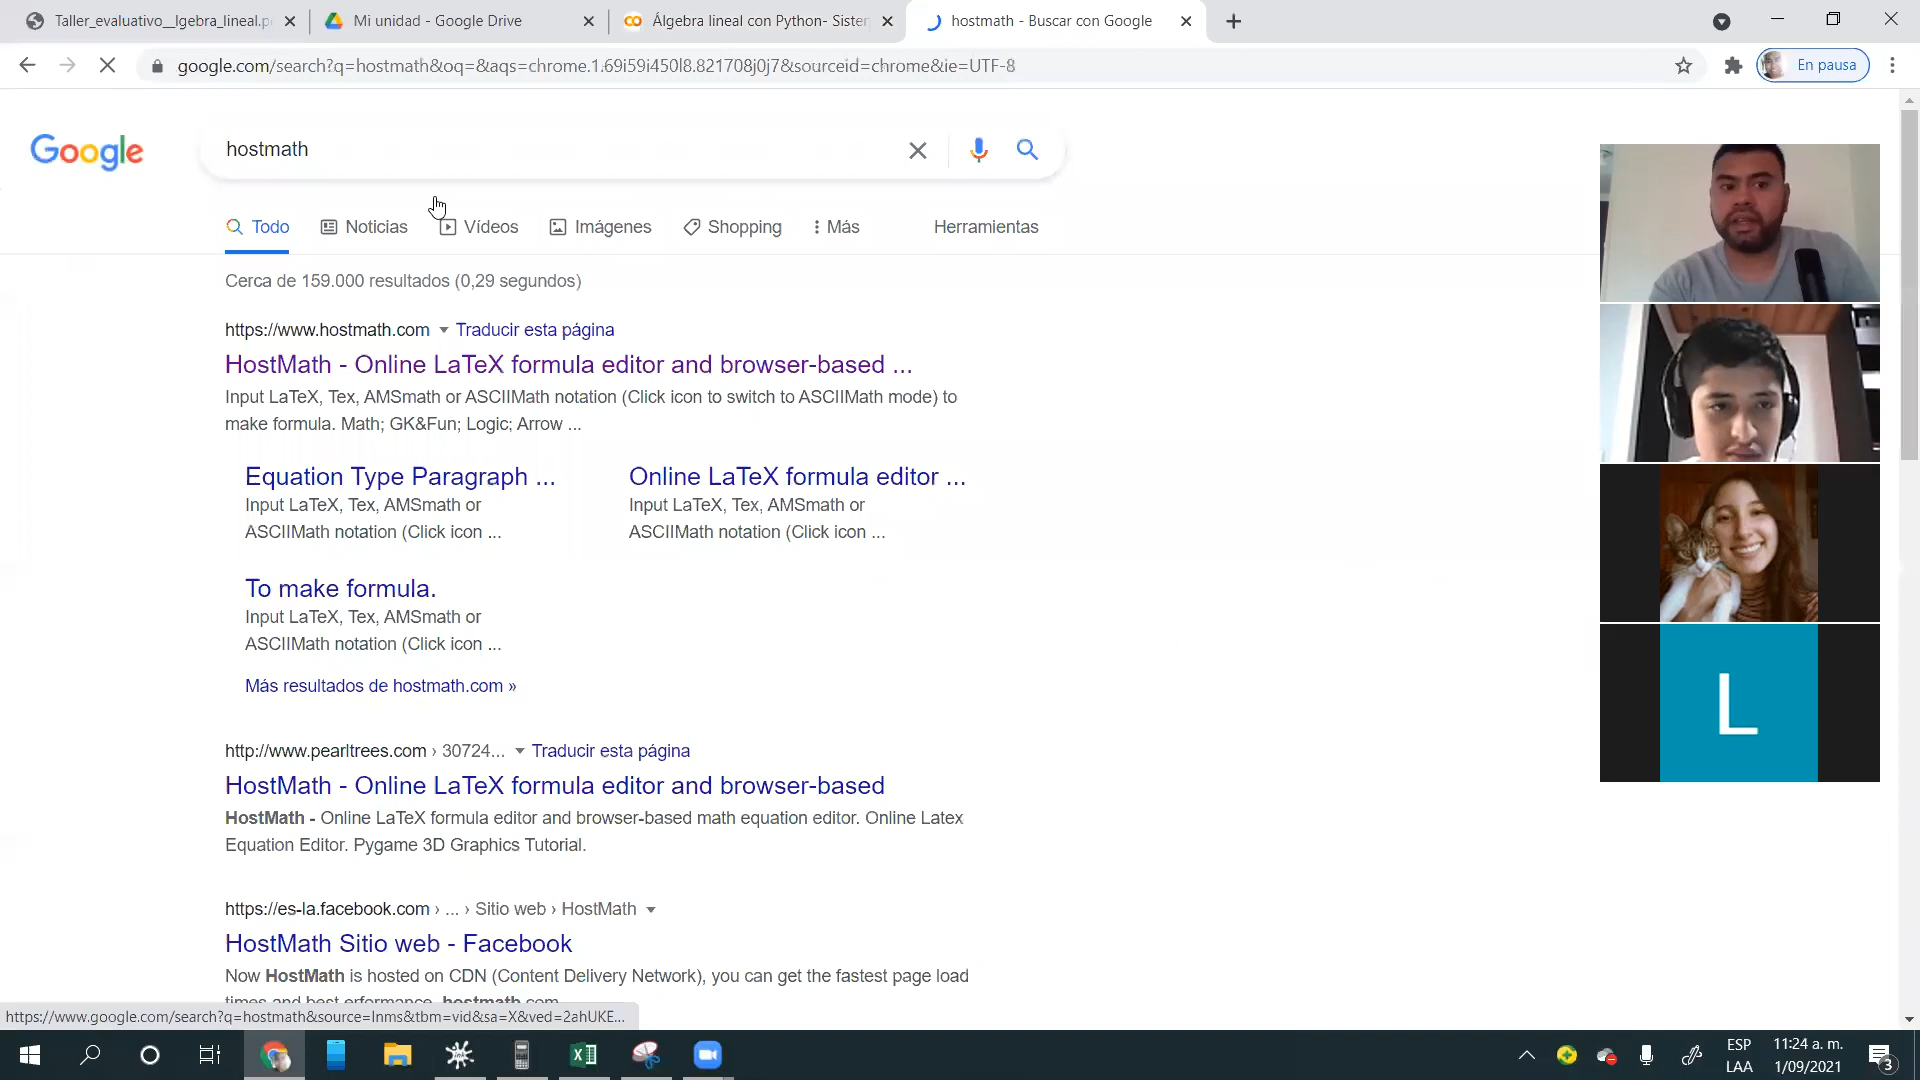 Taller_evaluativo__lgebra_lineal.p
Mi unidad - Google Drive
Álgebra lineal con Python- Sister
hostmath - Buscar con Google
google.com/search?q=hostmath&oq=&aqs=chrome.1.69i59i450l8.821708j0j7&sourceid=chrome&ie=UTF-8
En pausa
Google
hostmath
Todo
Noticias
Vídeos
Imágenes
Shopping
Más
Herramientas
Cerca de 159.000 resultados (0,29 segundos)
https://www.hostmath.com Traducir esta página
HostMath - Online LaTeX formula editor and browser-based ...
Input LaTeX, Tex, AMSmath or ASCIIMath notation (Click icon to switch to ASCIIMath mode) to
make formula. Math; GK&Fun; Logic; Arrow ...
Equation Type Paragraph ...
Input LaTeX, Tex, AMSmath or
ASCIIMath notation (Click icon ...
Online LaTeX formula editor ...
Input LaTeX, Tex, AMSmath or
ASCIIMath notation (Click icon ...
To make formula.
Input LaTeX, Tex, AMSmath or
ASCIIMath notation (Click icon ...
Más resultados de hostmath.com »
http://www.pearltrees.com › 30724... Traducir esta página
HostMath - Online LaTeX formula editor and browser-based
HostMath - Online LaTeX formula editor and browser-based math equation editor. Online Latex
Equation Editor. Pygame 3D Graphics Tutorial.
https://es-la.facebook.com › ... › Sitio web › HostMath
HostMath Sitio web - Facebook
Now HostMath is hosted on CDN (Content Delivery Network), you can get the fastest page load
times and best erformance. hostmath.com
https://www.google.com/search?q=hostmath&source=lnms&tbm=vid&sa=X&ved=2ahUKE...
L
ESP
LAA
11:24 a. m.
1/09/2021
3